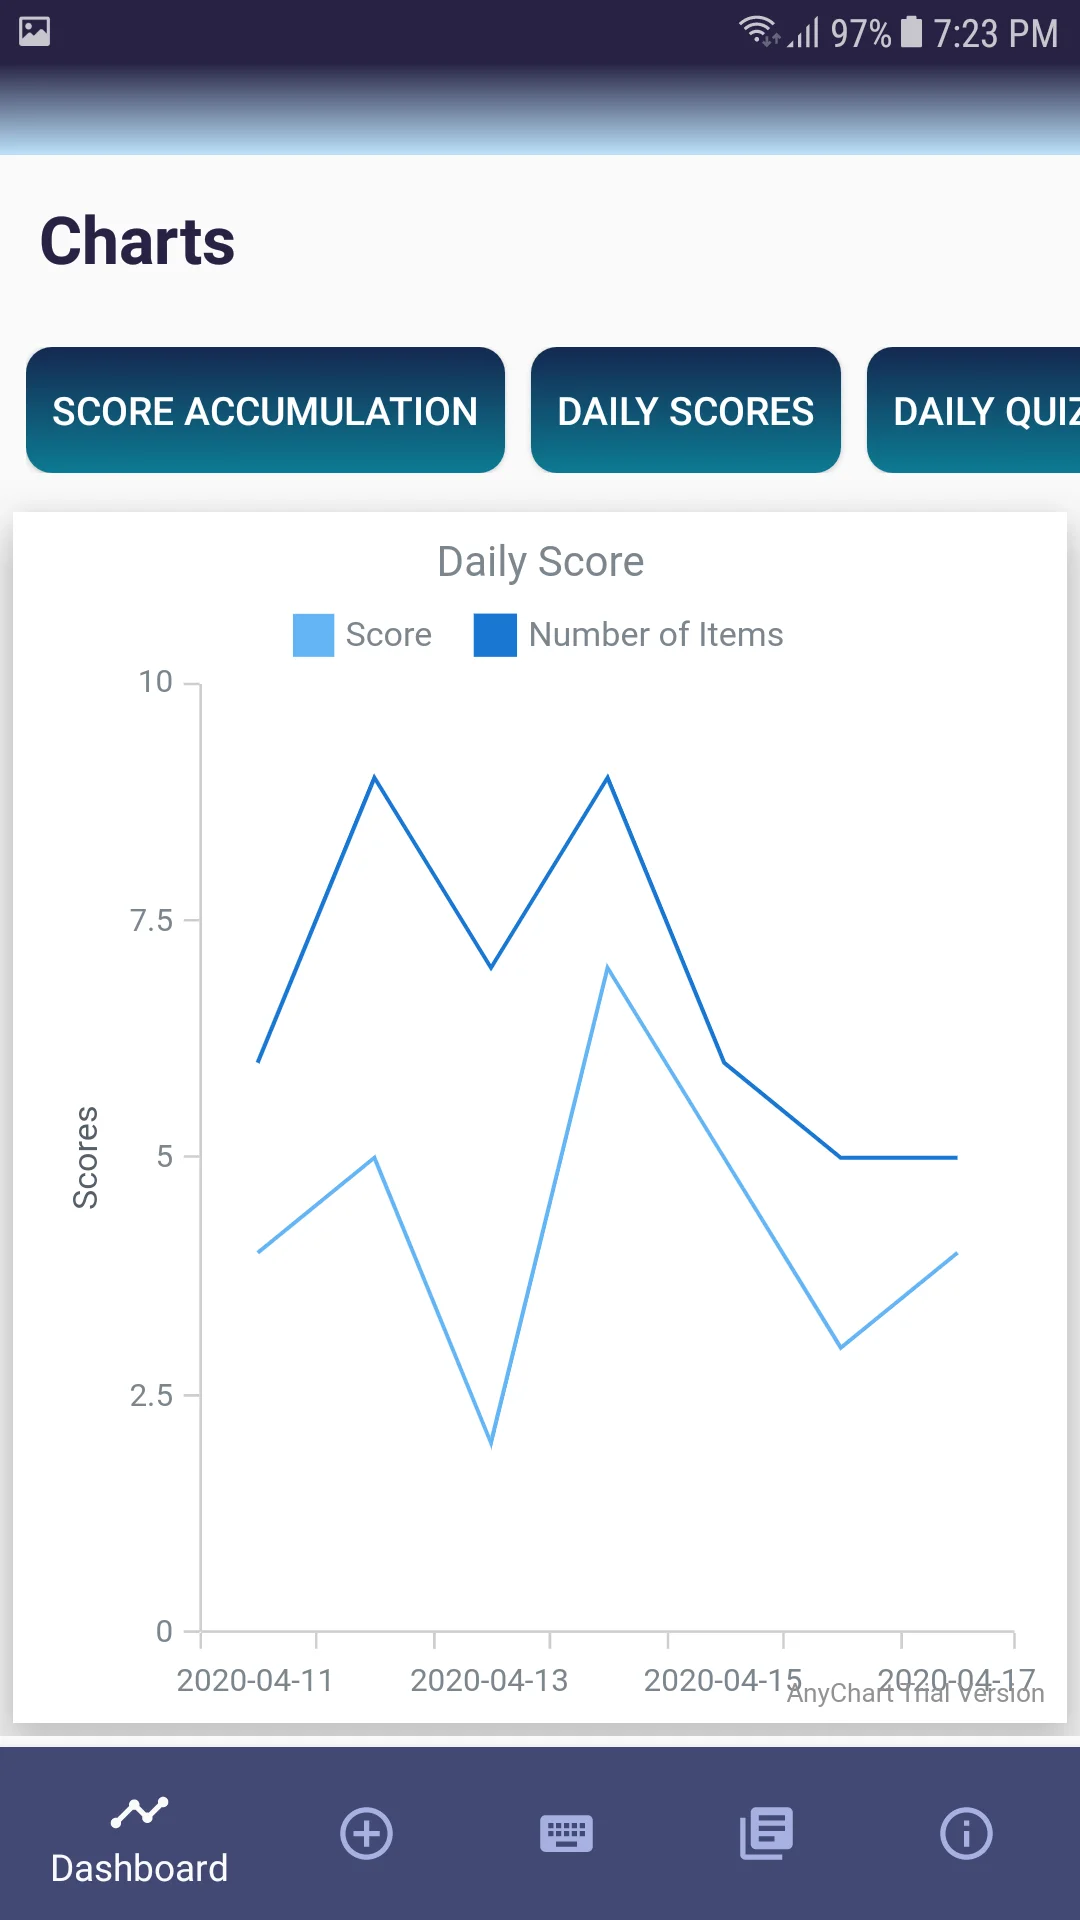 97% 7:23 PM
Charts
SCORE ACCUMULATION DAILY SCORES DAILY QUIZ
Daily Score
Score Number of Items
10
7.5
5
2.5
0
Scores
2020-04-11 2020-04-13 2020-04-15 2020-04-17
AnyChart Trial Version
Dashboard